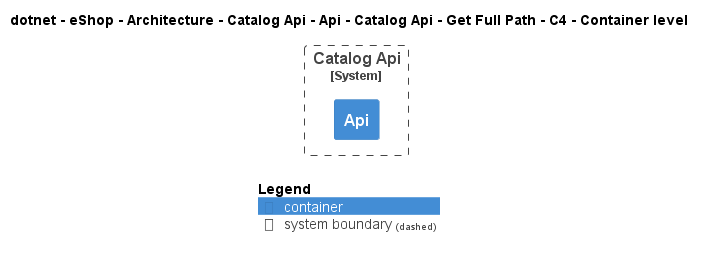 dotnet - eShop - Architecture - Catalog Api - Api - Catalog Api - Get Full Path - C4 - Container level
Catalog Api
[System]
Api
Legend
container
system boundary (dashed)